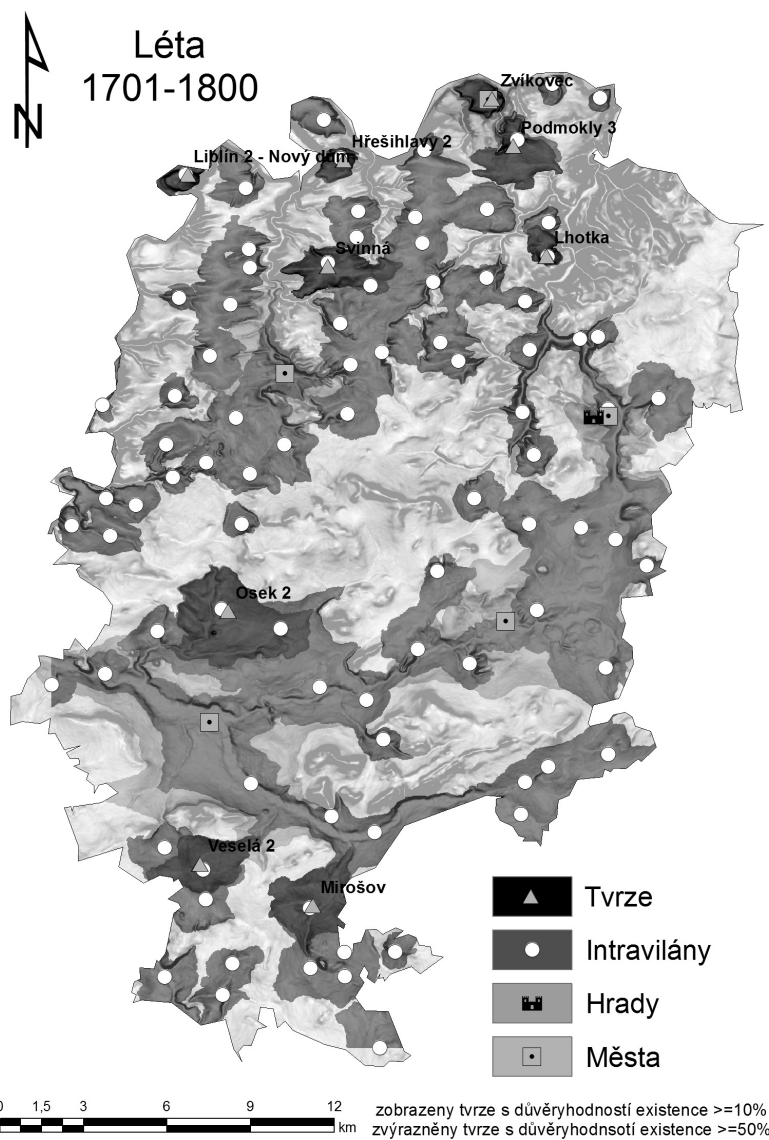 Léta
1701-1800
N
Zvíkovec
Podmokly 3
Hřešihlavy 2
Liblín 2 - Nový dům
Lhotka
Svinná
Osek 2
Veselá 2
Mirošov
Tvrze
Intravilány
Hrady
Města
0 1,5 3 6 9 12
km
zobrazeny tvrze s důvěryhodností existence >=10%
zvýrazněny tvrze s důvěryhodnsotí existence >=50%